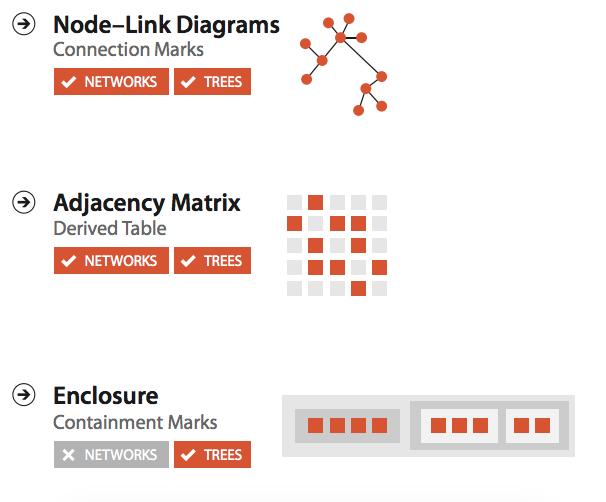 Node–Link Diagrams
Connection Marks
NETWORKS TREES
Adjacency Matrix
Derived Table
NETWORKS TREES
Enclosure
Containment Marks
NETWORKS TREES